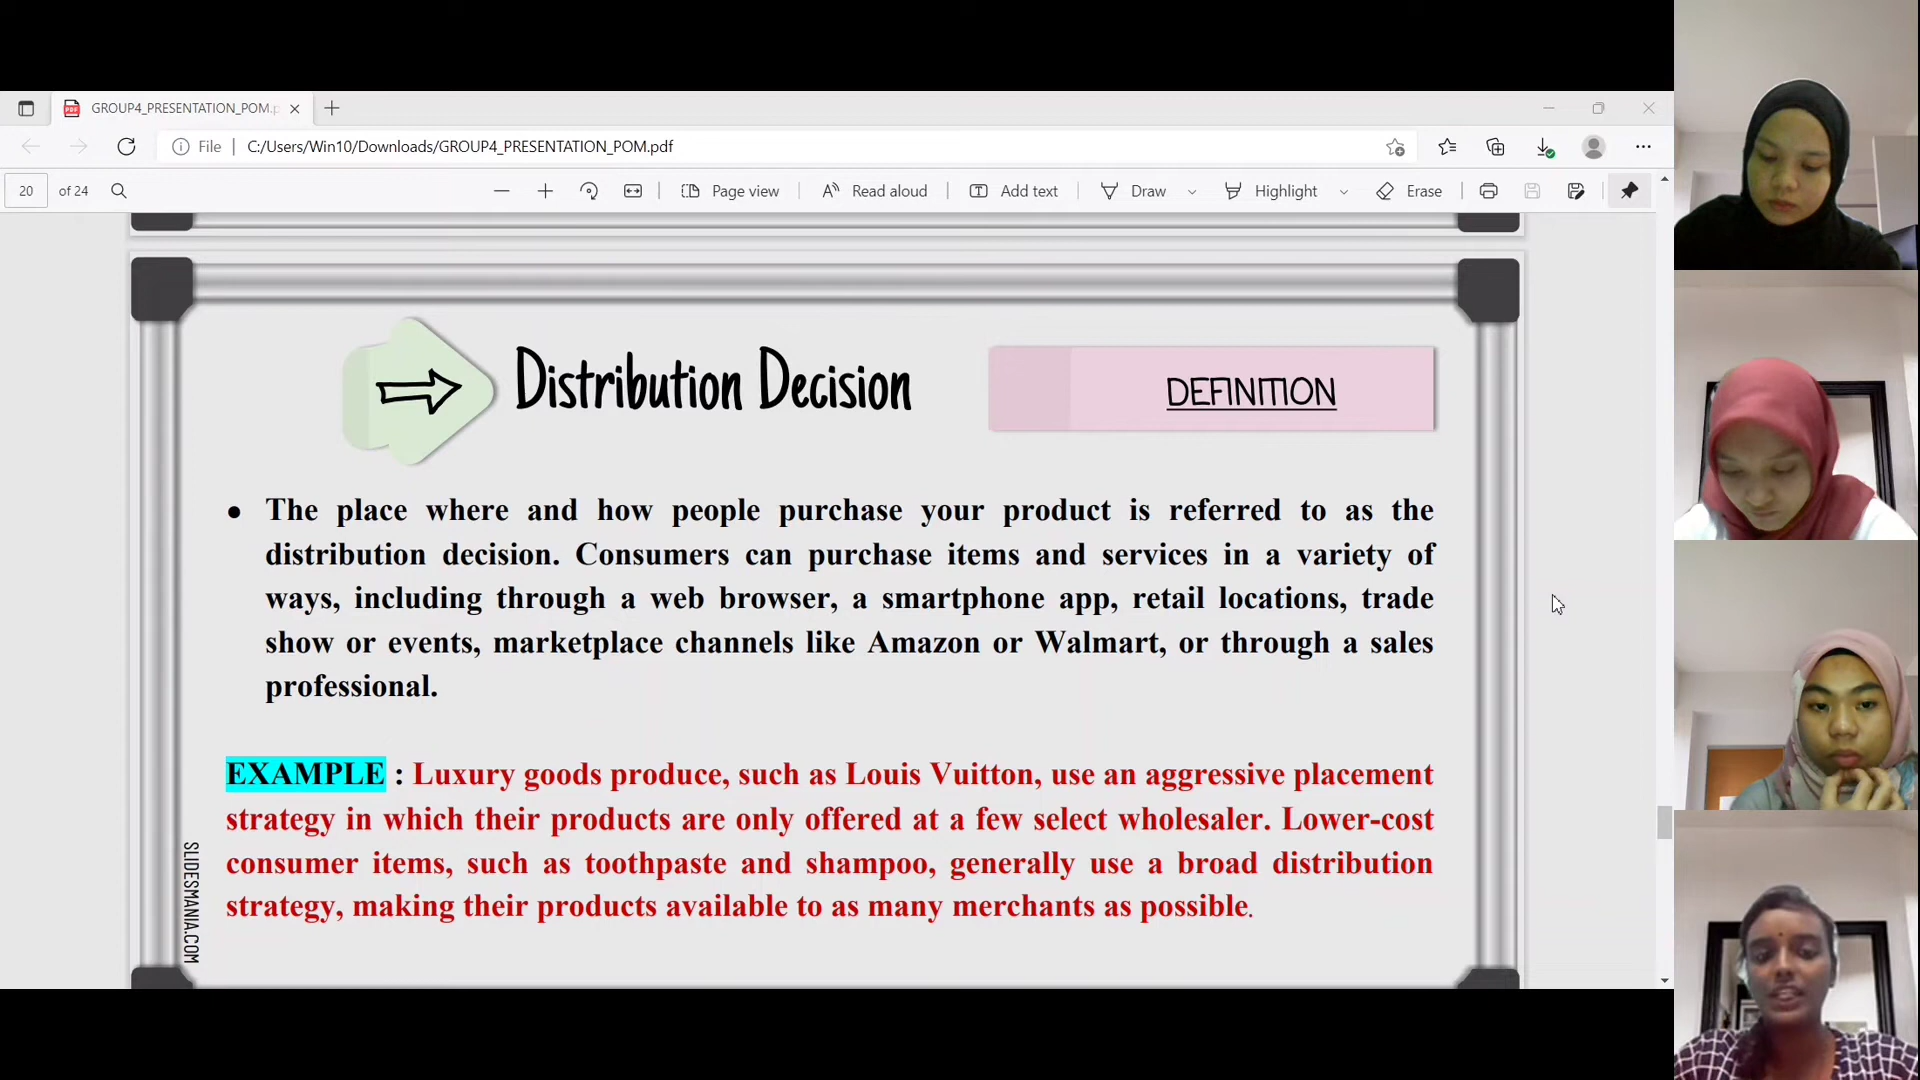 GROUP4_PRESENTATION_POM.p
File C:/Users/Win10/Downloads/GROUP4_PRESENTATION_POM.pdf
20 of 24 Page view Read aloud Add text Draw Highlight Erase
Distribution Decision
DEFINITION
The place where and how people purchase your product is referred to as the
distribution decision. Consumers can purchase items and services in a variety of
ways, including through a web browser, a smartphone app, retail locations, trade
show or events, marketplace channels like Amazon or Walmart, or through a sales
professional.
EXAMPLE : Luxury goods produce, such as Louis Vuitton, use an aggressive placement
strategy in which their products are only offered at a few select wholesaler. Lower-cost
consumer items, such as toothpaste and shampoo, generally use a broad distribution
strategy, making their products available to as many merchants as possible.
SLIDESMANIA.COM